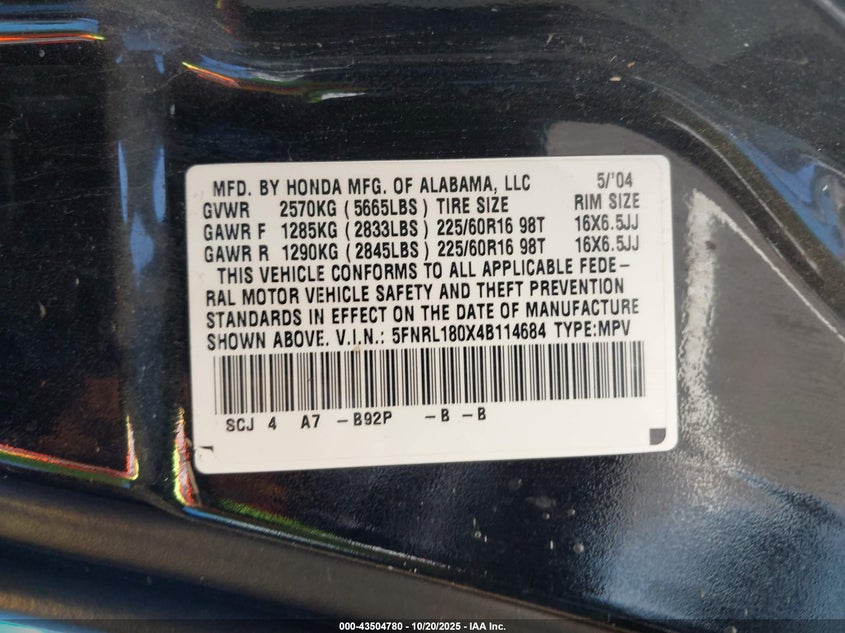 MFD. BY HONDA MFG. OF ALABAMA, LLC 5/'04
GVWR 2570KG (5665LBS) TIRE SIZE RIM SIZE
GAWR F 1285KG (2833LBS) 225/60R16 98T 16X6.5JJ
GAWR R 1290KG (2845LBS) 225/60R16 98T 16X6.5JJ
THIS VEHICLE CONFORMS TO ALL APPLICABLE FEDE-
RAL MOTOR VEHICLE SAFETY AND THEFT PREVENTION
STANDARDS IN EFFECT ON THE DATE OF MANUFACTURE
SHOWN ABOVE. V.I.N.: 5FNRL180X4B114684 TYPE:MPV
SCJ 4 A7 -B92P -B -B
000-43504780 - 10/20/2025 - IAA Inc.